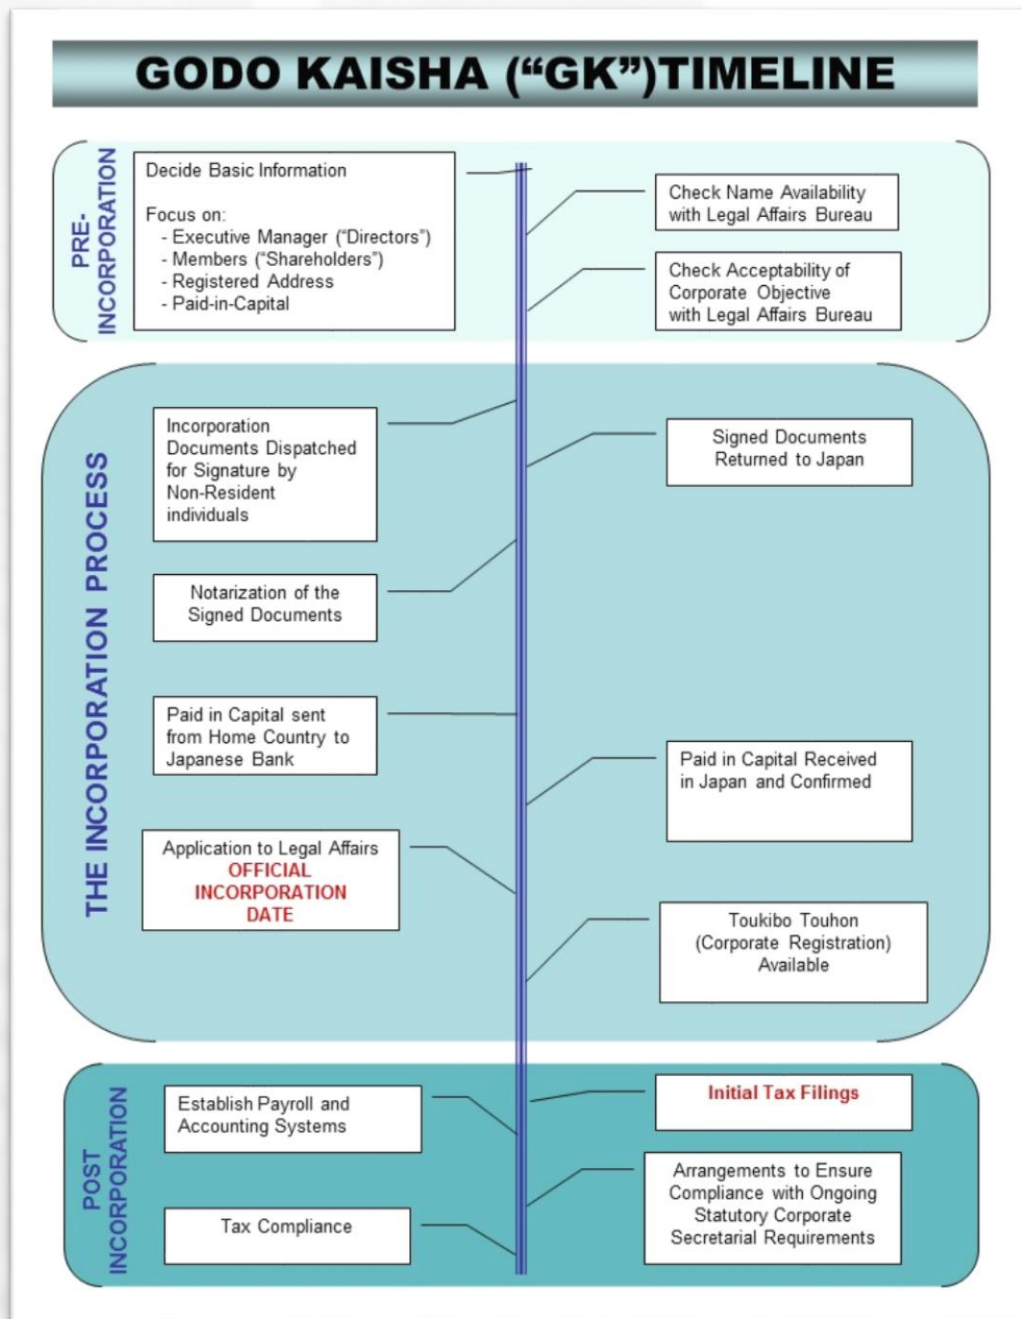 GODO KAISHA (“GK”)TIMELINE
PRE-
INCORPORATION
Decide Basic Information
Focus on:
- Executive Manager (“Directors”)
- Members (“Shareholders”)
- Registered Address
- Paid-in-Capital
Check Name Availability
with Legal Affairs Bureau
Check Acceptability of
Corporate Objective
with Legal Affairs Bureau
THE INCORPORATION PROCESS
Incorporation
Documents Dispatched
for Signature by
Non-Resident
individuals
Signed Documents
Returned to Japan
Notarization of the
Signed Documents
Paid in Capital sent
from Home Country to
Japanese Bank
Paid in Capital Received
in Japan and Confirmed
Application to Legal Affairs
OFFICIAL
INCORPORATION
DATE
Toukibo Touhon
(Corporate Registration)
Available
POST
INCORPORATION
Initial Tax Filings
Establish Payroll and
Accounting Systems
Arrangements to Ensure
Compliance with Ongoing
Statutory Corporate
Secretarial Requirements
Tax Compliance